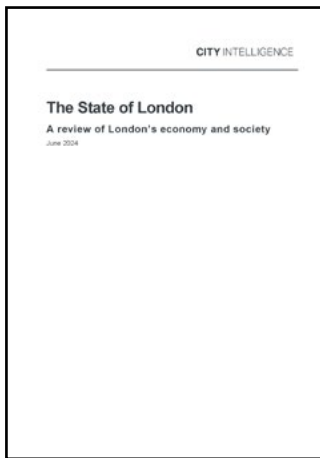 CITY INTELLIGENCE
The State of London
A review of London's economy and society
June 2024